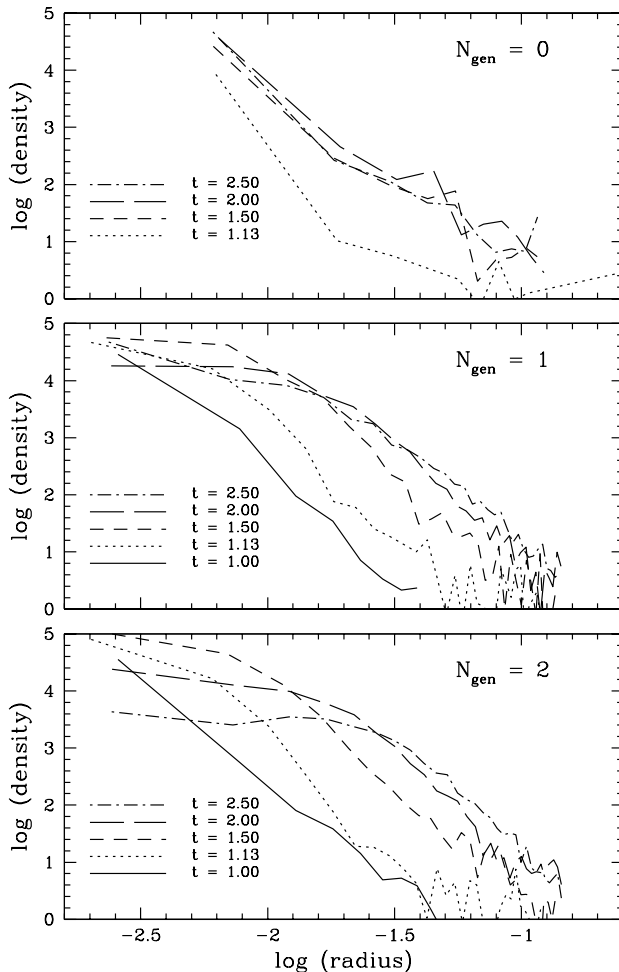 5
N_gen = 0
4
3
log (density)
2
t = 2.50
t = 2.00
1
t = 1.50
t = 1.13
0
5
N_gen = 1
4
3
log (density)
2
t = 2.50
t = 2.00
1
t = 1.50
t = 1.13
t = 1.00
0
5
N_gen = 2
4
3
log (density)
2
t = 2.50
t = 2.00
1
t = 1.50
t = 1.13
t = 1.00
0
-2.5 -2 -1.5 -1
log (radius)